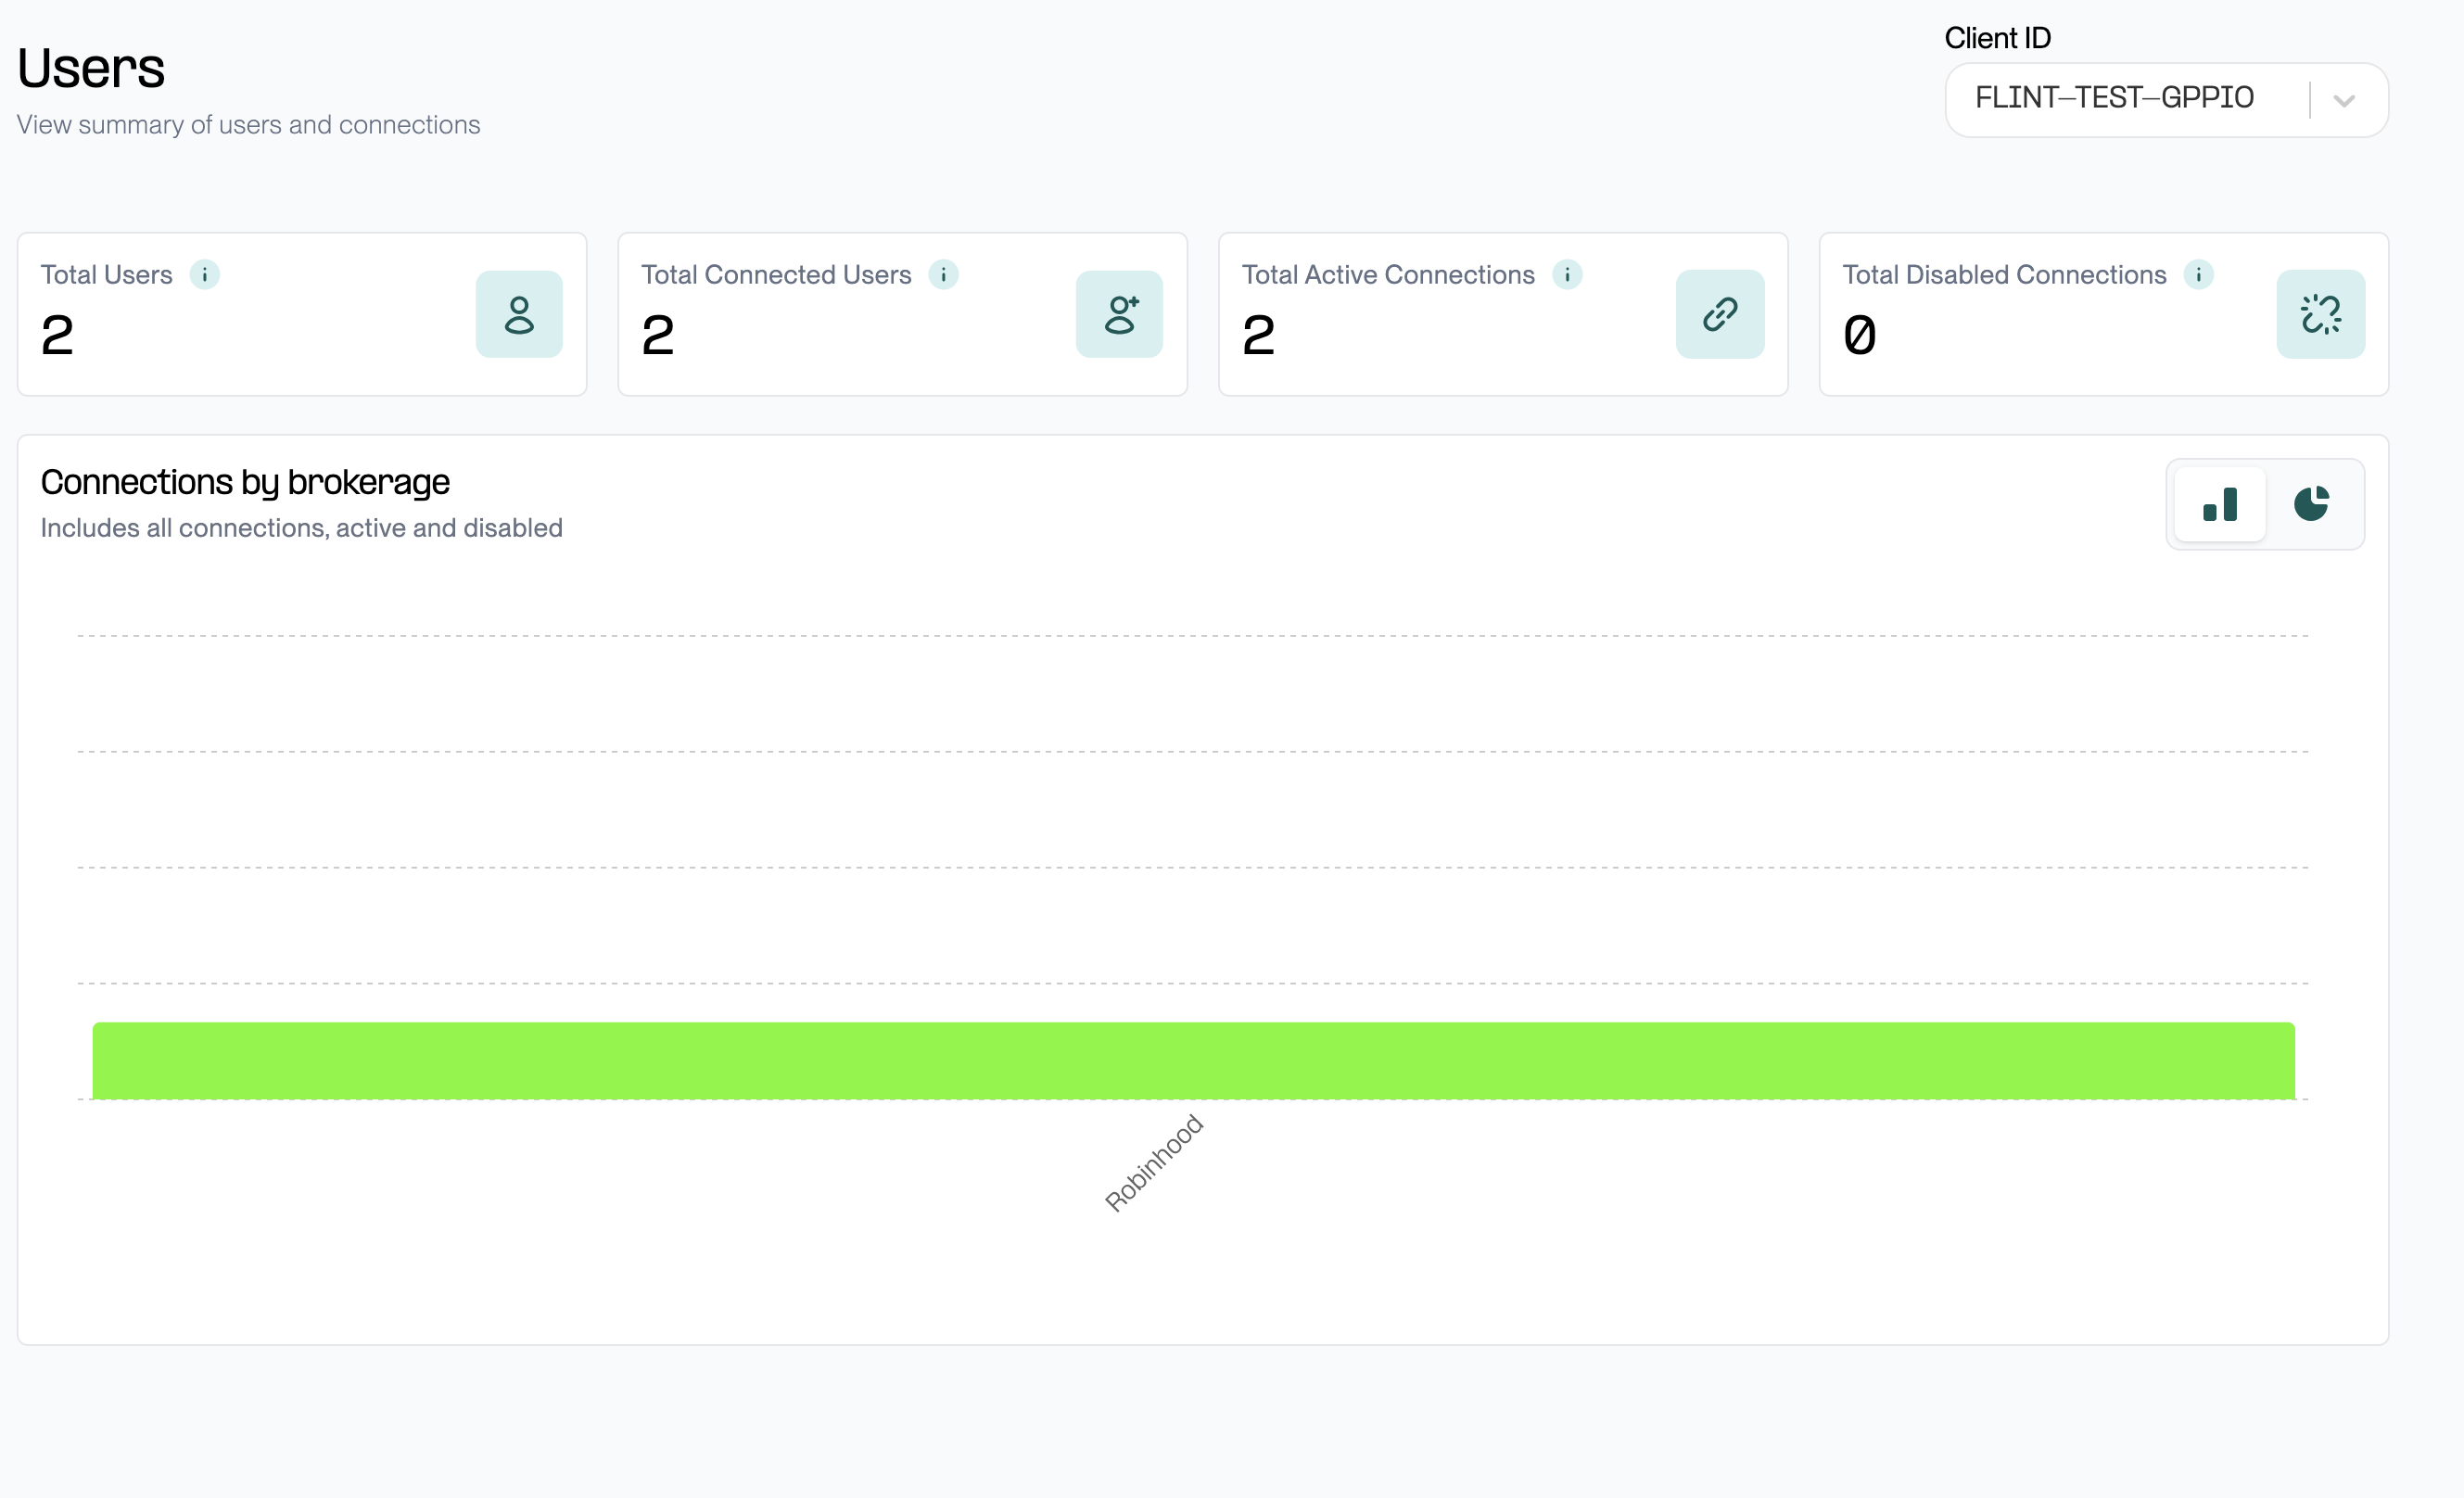 Users
View summary of users and connections
Client ID
FLINT-TEST-GPPIO
Total Users
2
Total Connected Users
2
Total Active Connections
2
Total Disabled Connections
0
Connections by brokerage
Includes all connections, active and disabled
Robinhood